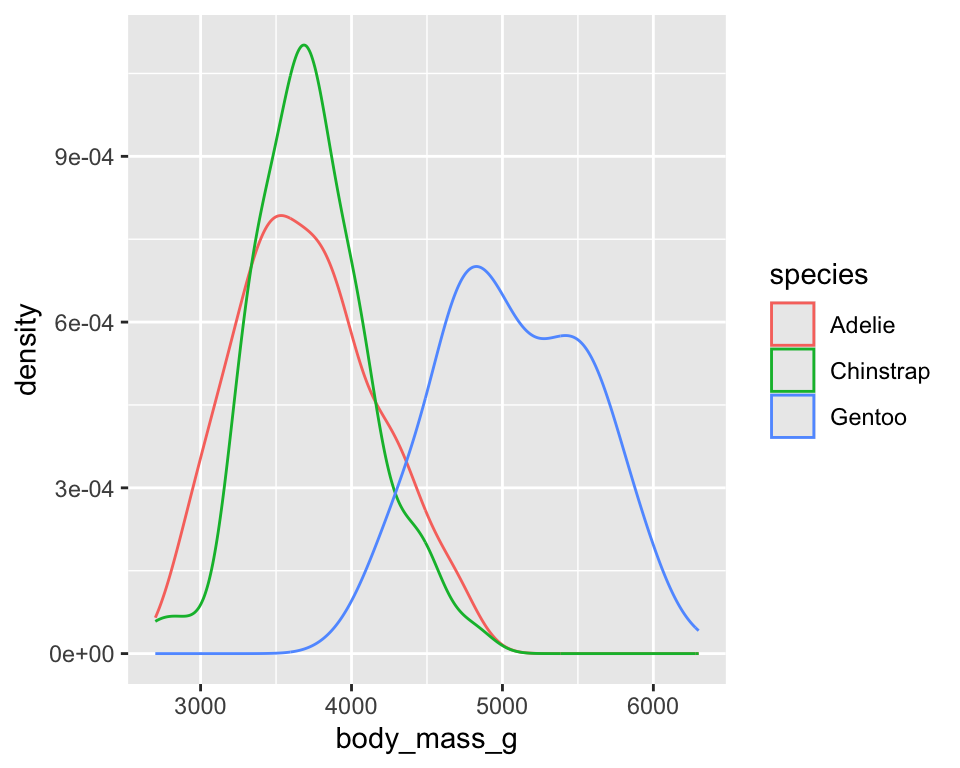 9e-04
6e-04
3e-04
0e+00
density
3000 4000 5000 6000
body_mass_g
species
Adelie
Chinstrap
Gentoo